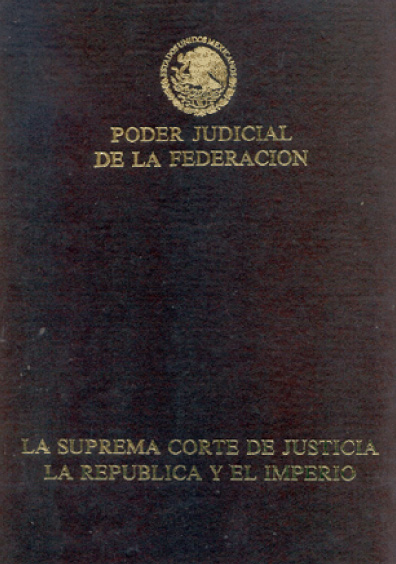 ESTADOS UNIDOS MEXICANOS
PODER JUDICIAL
DE LA FEDERACION
LA SUPREMA CORTE DE JUSTICIA
LA REPUBLICA Y EL IMPERIO